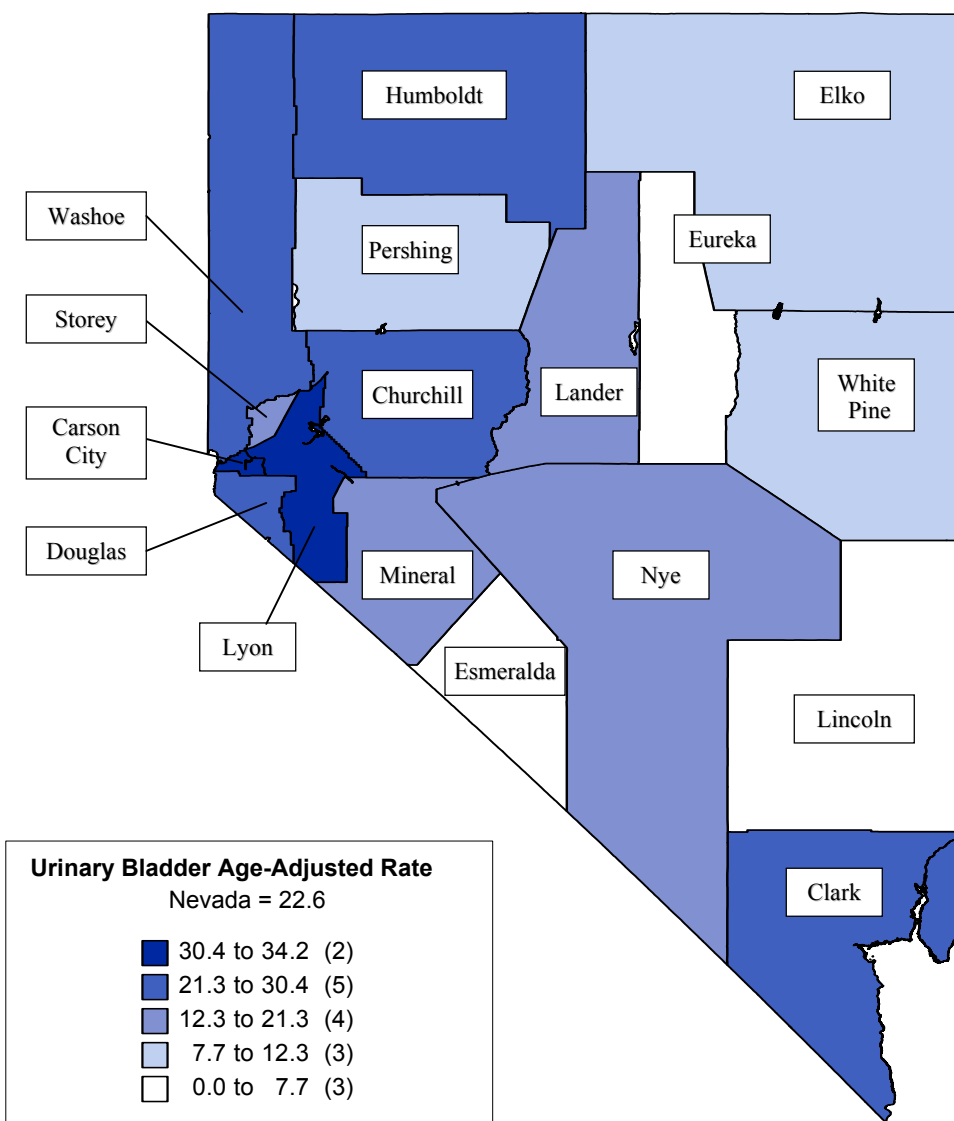 Humboldt
Elko
Washoe
Pershing
Eureka
Storey
Churchill
Lander
White
Pine
Carson
City
Douglas
Mineral
Nye
Lyon
Esmeralda
Lincoln
Clark
Urinary Bladder Age-Adjusted Rate
Nevada = 22.6
30.4 to 34.2 (2)
21.3 to 30.4 (5)
12.3 to 21.3 (4)
7.7 to 12.3 (3)
0.0 to 7.7 (3)